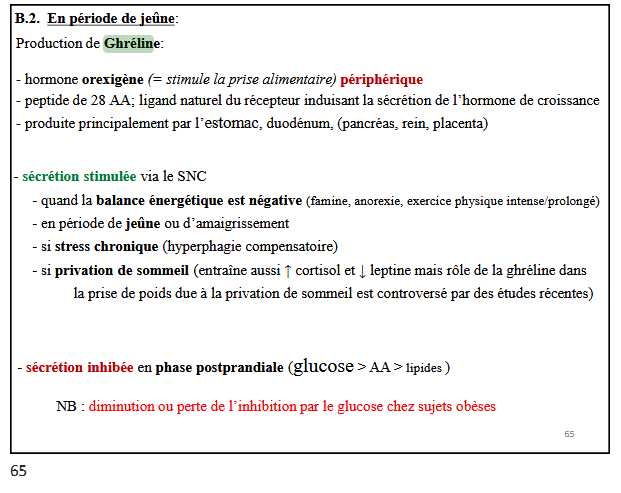 B.2. En période de jeûne:
Production de Ghréline:
- hormone orexigène (= stimule la prise alimentaire) périphérique
- peptide de 28 AA; ligand naturel du récepteur induisant la sécrétion de l’hormone de croissance
- produite principalement par l’estomac, duodénum, (pancréas, rein, placenta)
- sécrétion stimulée via le SNC
- quand la balance énergétique est négative (famine, anorexie, exercice physique intense/prolongé)
- en période de jeûne ou d’amaigrissement
- si stress chronique (hyperphagie compensatoire)
- si privation de sommeil (entraîne aussi ↑ cortisol et ↓ leptine mais rôle de la ghréline dans
la prise de poids due à la privation de sommeil est controversé par des études récentes)
- sécrétion inhibée en phase postprandiale (glucose > AA > lipides )
NB : diminution ou perte de l’inhibition par le glucose chez sujets obèses
65
65